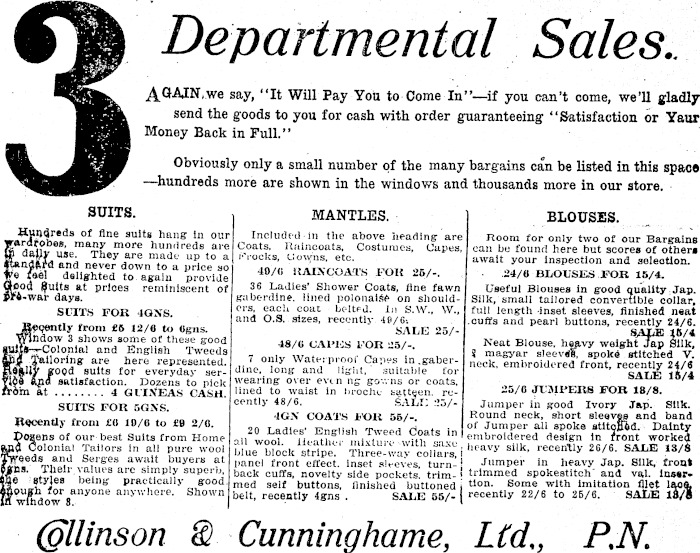 3 Departmental Sales.
AGAIN, we say, "It Will Pay You to Come In"—if you can't come, we'll gladly
send the goods to you for cash with order guaranteeing "Satisfaction or Yaur
Money Back in Full."
Obviously only a small number of the many bargains can be listed in this space
—hundreds more are shown in the windows and thousands more in our store.
SUITS.
Hundreds of fine suits hang in our
wardrobes, many more hundreds are
in daily use. They are made up to a
standard and never down to a price so
we feel delighted to again provide
Good Suits at prices reminiscent of
pre-war days.
SUITS FOR 4GNS.
Recently from £5 12/6 to 6gns.
Window 3 shows some of these good
suits—Colonial and English Tweeds
and Tailoring are here represented.
Really good suits for everyday ser-
vice and satisfaction. Dozens to pick
from at ........ 4 GUINEAS CASH.
SUITS FOR 5GNS.
Recently from £6 19/6 to £9 2/6.
Dozens of our best Suits from Home
and Colonial Tailors in all pure wool
Tweeds and Serges await buyers at
5gns. Their values are simply superb,
the styles being practically good
enough for anyone anywhere. Shown
in window 3.
MANTLES.
Included in the above heading are
Coats, Raincoats, Costumes, Capes,
Frocks, Gowns, etc.
49/6 RAINCOATS FOR 25/-.
36 Ladies' Shower Coats, fine fawn
gaberdine, lined polonaise on should-
ers, each coat belted. In S.W., W.,
and O.S. sizes, recently 49/6.
SALE 25/-
48/6 CAPES FOR 25/-.
7 only Waterproof Capes in gaber-
dine, long and light, suitable for
wearing over evening gowns or coats,
lined to waist in broche satteen, re-
cently 48/6. SALE 25/-
4GN COATS FOR 55/-.
20 Ladies' English Tweed Coats in
all wool. Heather mixture with saxe
blue block stripe. Three-way collars,
panel front effect, inset sleeves, turn-
back cuffs, novelty side pockets, trim-
med self buttons, finished buttoned
belt, recently 4gns . SALE 55/-
BLOUSES.
Room for only two of our Bargains
can be found here but scores of others
await your inspection and selection.
24/6 BLOUSES FOR 15/4.
Useful Blouses in good quality Jap.
Silk, small tailored convertible collar,
full length inset sleeves, finished neat
cuffs and pearl buttons, recently 24/6.
SALE 15/4
Neat Blouse, heavy weight Jap Silk,
magyar sleeves, spoke stitched V.
neck, embroidered front, recently 24/6
SALE 15/4
25/6 JUMPERS FOR 18/8.
Jumper in good Ivory Jap. Silk.
Round neck, short sleeves and band
of Jumper all spoke stitched. Dainty
embroidered design in front worked
heavy silk, recently 26/6. SALE 13/8
Jumper in heavy Jap. Silk, front
trimmed spokestitch and val. inser-
tion. Some with imitation filet lace,
recently 22/6 to 25/6. SALE 18/8
Collinson & Cunninghame, Ltd., P.N.